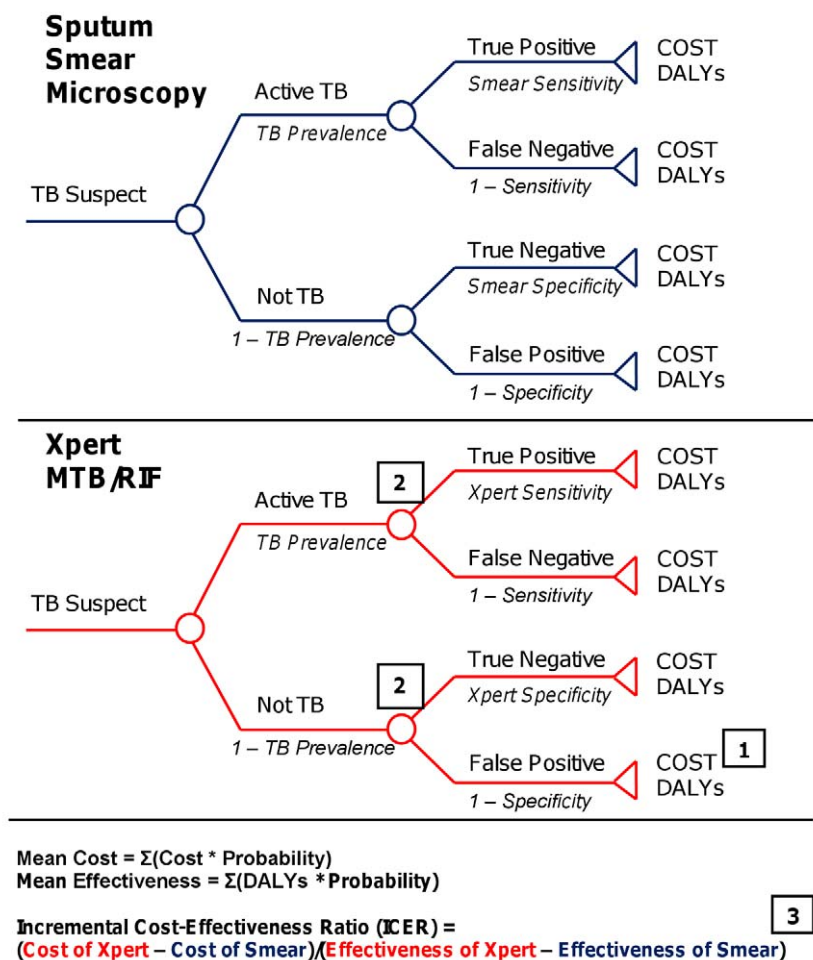 Sputum
Smear
Microscopy
True Positive
Smear Sensitivity
COST
DALYs
Active TB
TB Prevalence
False Negative
1 – Sensitivity
COST
DALYs
TB Suspect
True Negative
Smear Specificity
COST
DALYs
Not TB
1 – TB Prevalence
False Positive
1 – Specificity
COST
DALYs
Xpert
MTB/RIF
True Positive
Xpert Sensitivity
COST
DALYs
2
Active TB
TB Prevalence
False Negative
1 – Sensitivity
COST
DALYs
TB Suspect
True Negative
Xpert Specificity
COST
DALYs
2
Not TB
1 – TB Prevalence
False Positive
1 – Specificity
COST
DALYs
1
Mean Cost = Σ(Cost * Probability)
Mean Effectiveness = Σ(DALYs * Probability)
3
Incremental Cost-Effectiveness Ratio (ICER) =
(Cost of Xpert – Cost of Smear)/(Effectiveness of Xpert – Effectiveness of Smear)